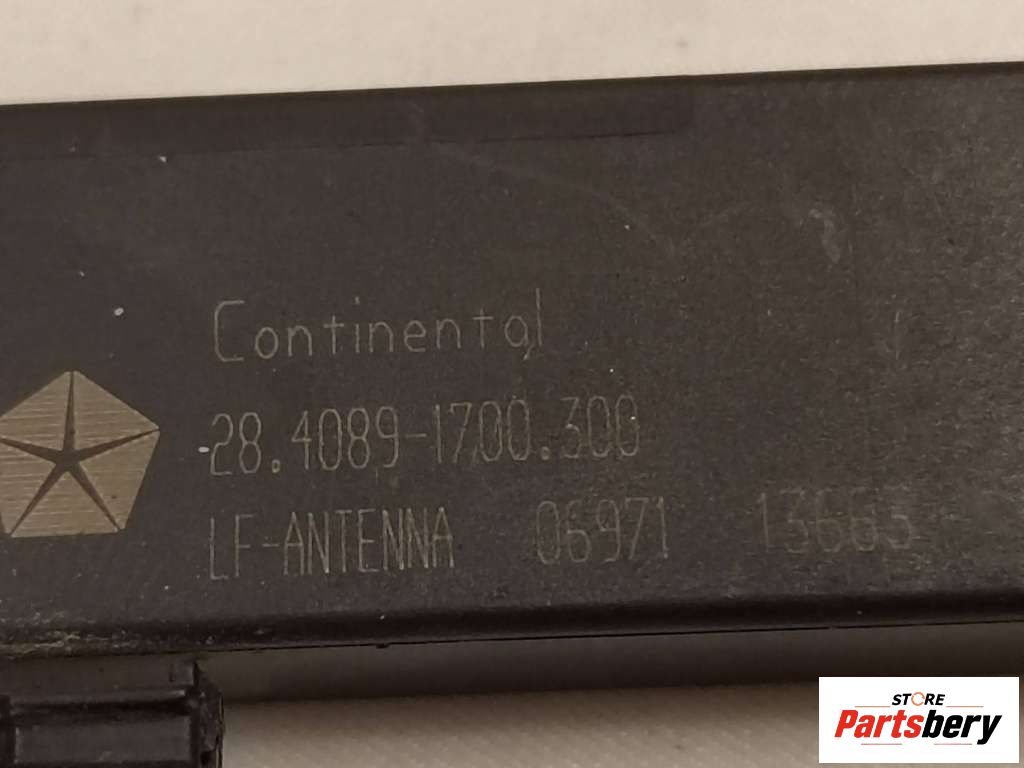 Continental
28.4089-1700.300
LF-ANTENNA 06971 13665
STORE
Partsbery